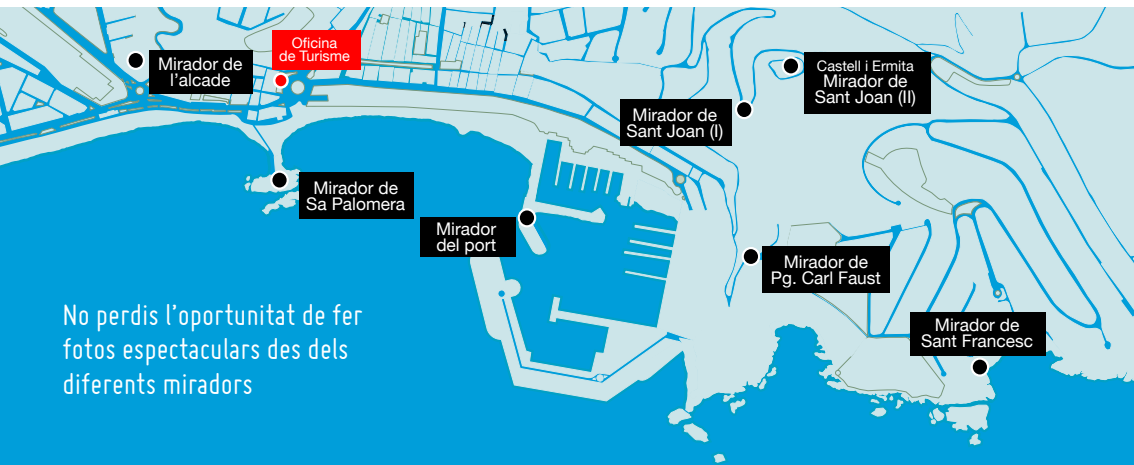 Mirador de
l'alcade
Oficina
de Turisme
Castell i Ermita
Mirador de
Sant Joan (II)
Mirador de
Sant Joan (I)
Mirador de
Sa Palomera
Mirador
del port
Mirador de
Pg. Carl Faust
Mirador de
Sant Francesc
No perdis l'oportunitat de fer
fotos espectaculars des dels
diferents miradors